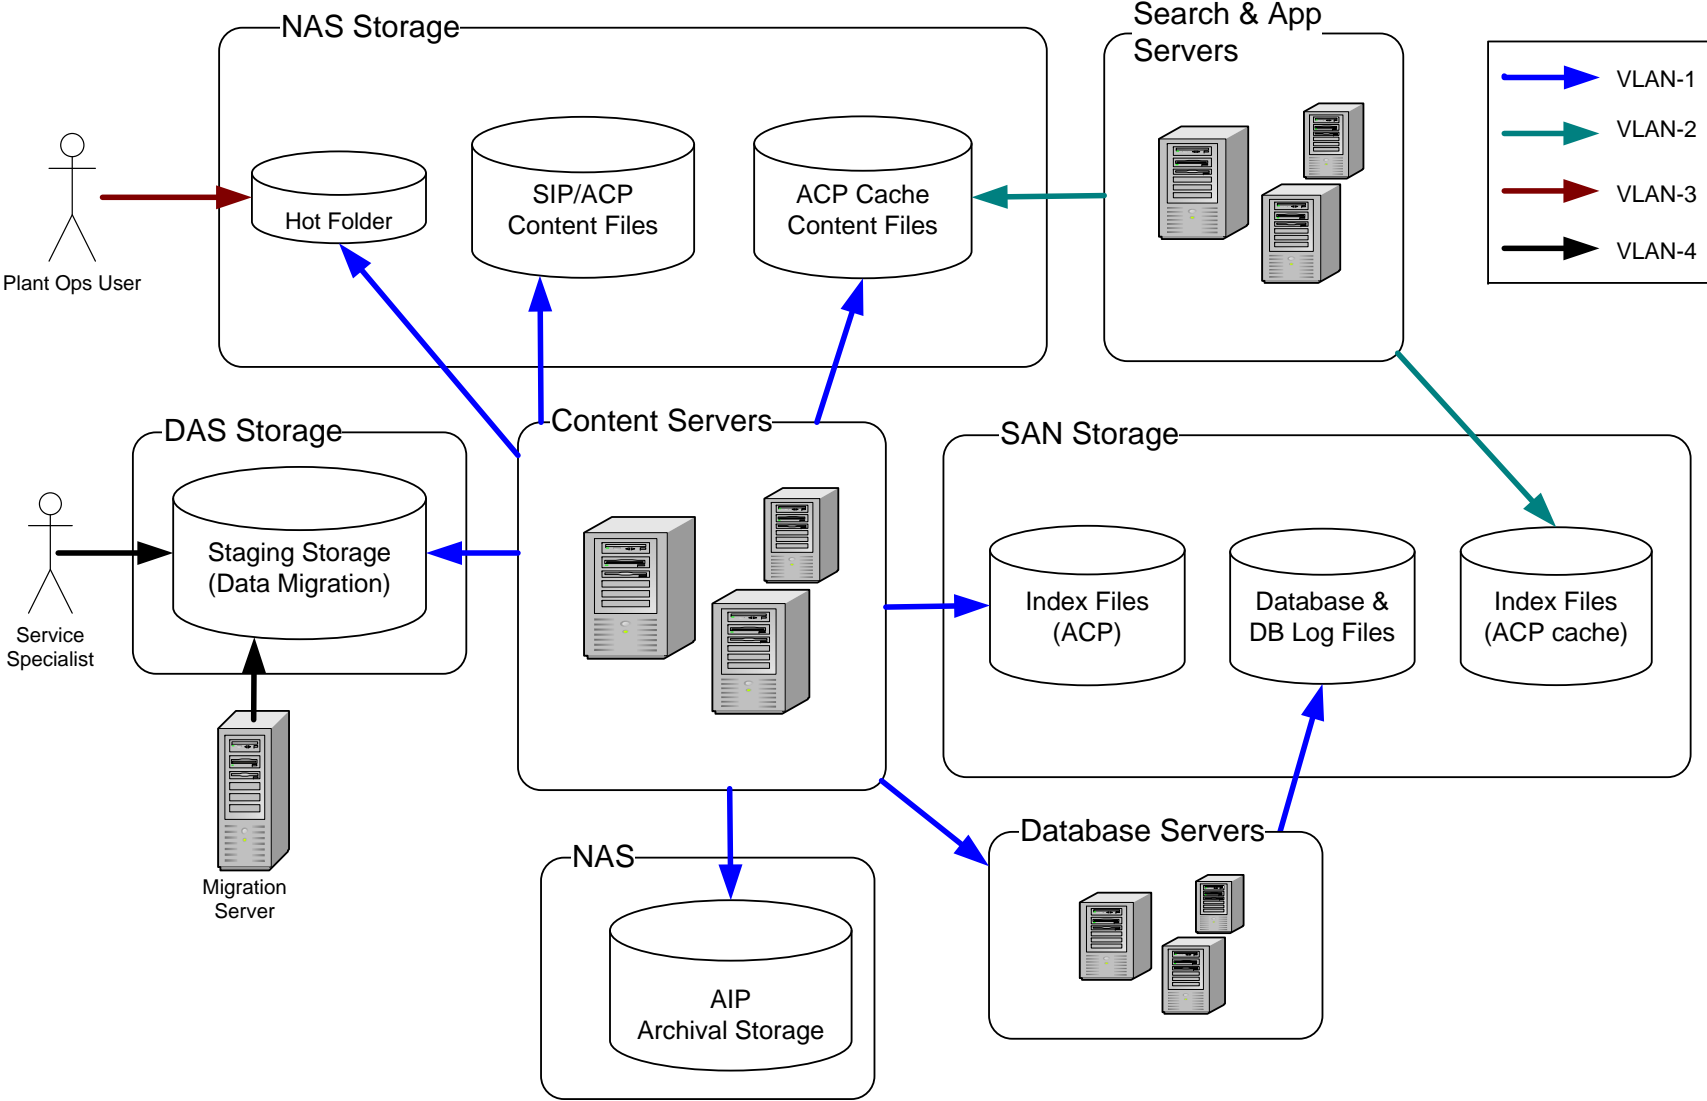 NAS Storage
Search & App
Servers
VLAN-1
VLAN-2
VLAN-3
VLAN-4
Hot Folder
SIP/ACP
Content Files
ACP Cache
Content Files
Plant Ops User
DAS Storage
Content Servers
SAN Storage
Staging Storage
(Data Migration)
Service
Specialist
Index Files
(ACP)
Database &
DB Log Files
Index Files
(ACP cache)
Migration
Server
NAS
AIP
Archival Storage
Database Servers